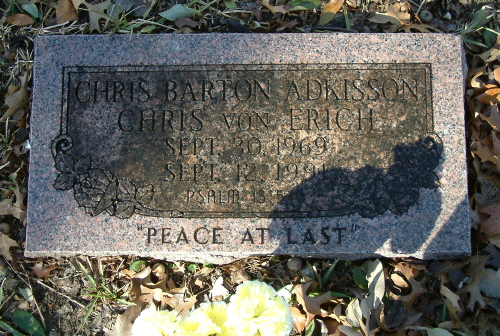 CHRIS BARTON ADKISSON
CHRIS VON ERICH
SEPT. 30, 1969
SEPT. 12, 1991
PSALM
"PEACE AT LAST"